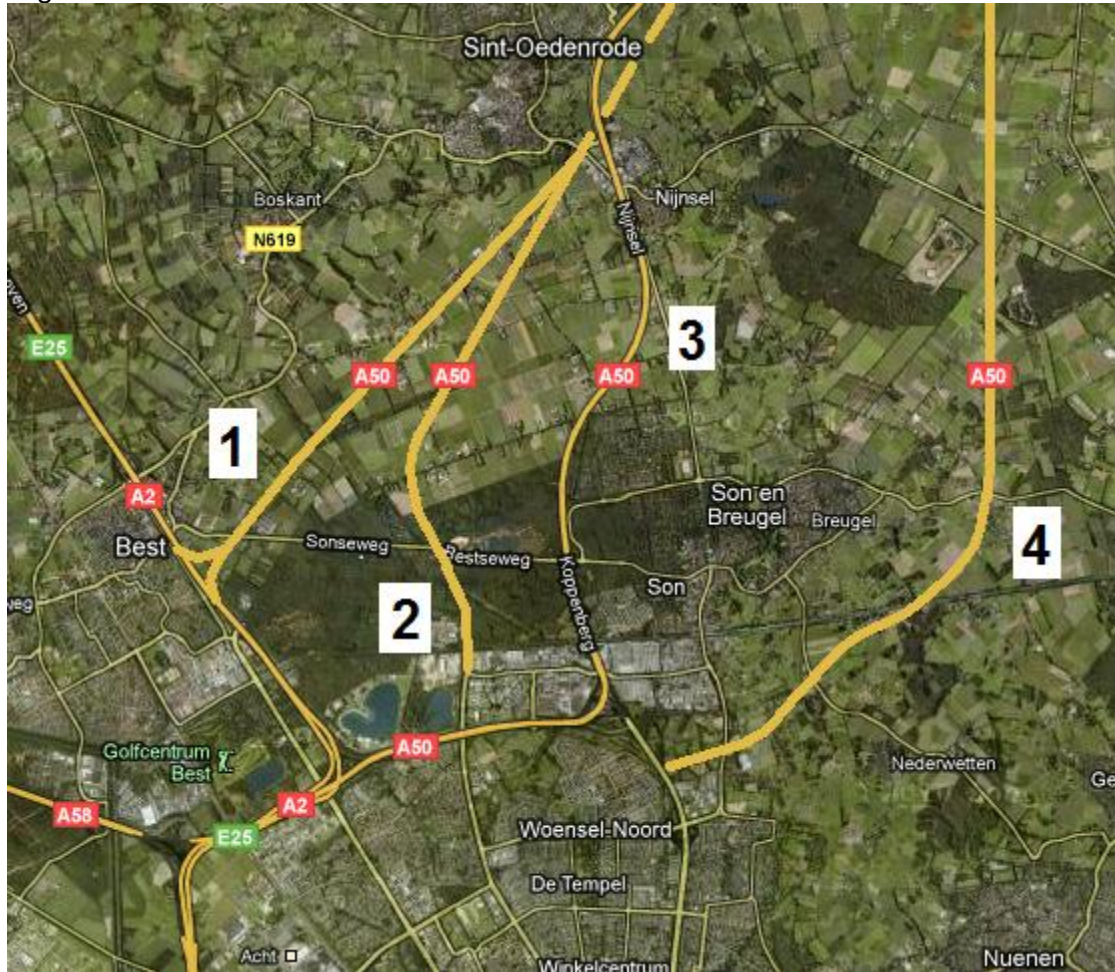 Sint-Oedenrode
Boskant
Nijnsel
N619
Nijnsel
E25
3
A50
A50
A50
A50
1
A2
Son en
Breugel
Breugel
4
Best
Sonseweg
Bestseweg
Koppenberg
Son
2
A50
Golfcentrum
Best
Nederwetten
A2
A58
E25
Woensel-Noord
De Tempel
Acht
Nuenen
Winkelcentrum